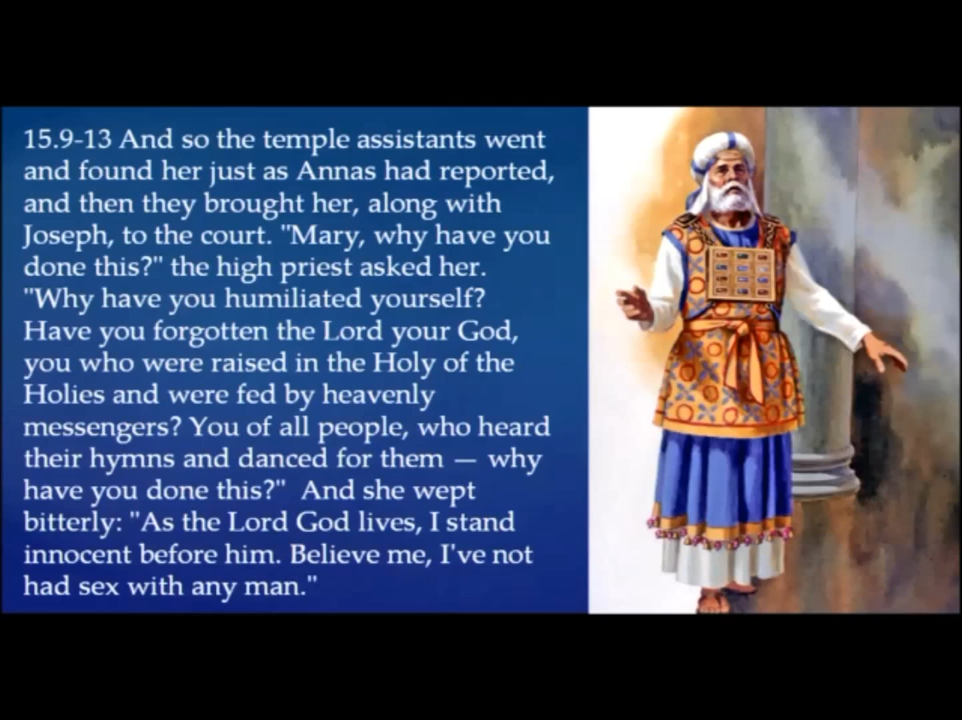 15.9-13 And so the temple assistants went
and found her just as Annas had reported,
and then they brought her, along with
Joseph, to the court. "Mary, why have you
done this?" the high priest asked her.
"Why have you humiliated yourself?
Have you forgotten the Lord your God,
you who were raised in the Holy of the
Holies and were fed by heavenly
messengers? You of all people, who heard
their hymns and danced for them — why
have you done this?"  And she wept
bitterly: "As the Lord God lives, I stand
innocent before him. Believe me, I've not
had sex with any man."